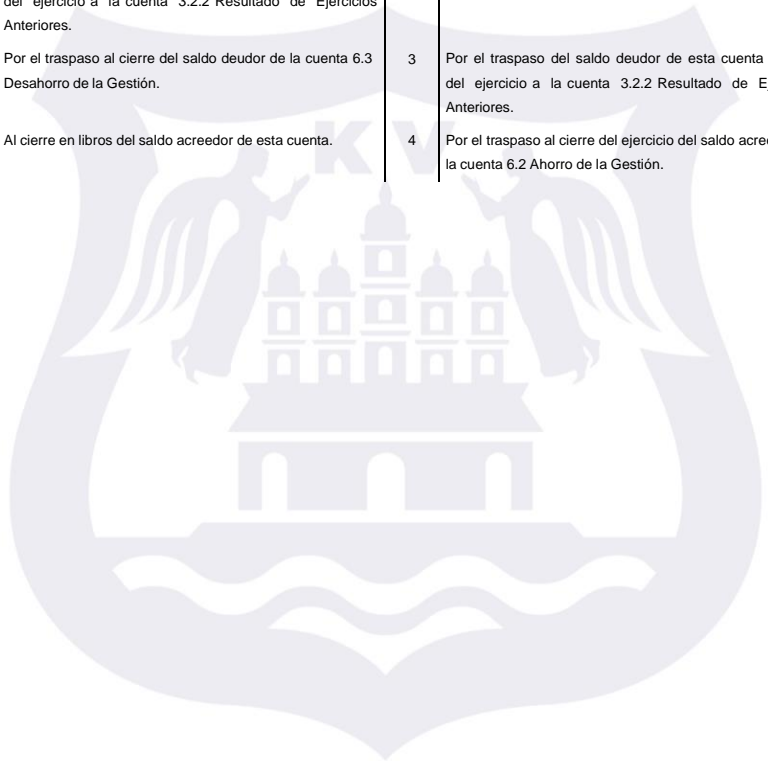 del ejercicio a la cuenta 3.2.2 Resultado de Ejercicios
Anteriores.
Por el traspaso al cierre del saldo deudor de la cuenta 6.3
Desahorro de la Gestión.
Al cierre en libros del saldo acreedor de esta cuenta.
3
Por el traspaso del saldo deudor de esta cuenta
del ejercicio a la cuenta 3.2.2 Resultado de
Anteriores.
4
Por el traspaso al cierre del ejercicio del saldo
la cuenta 6.2 Ahorro de la Gestión.
K V